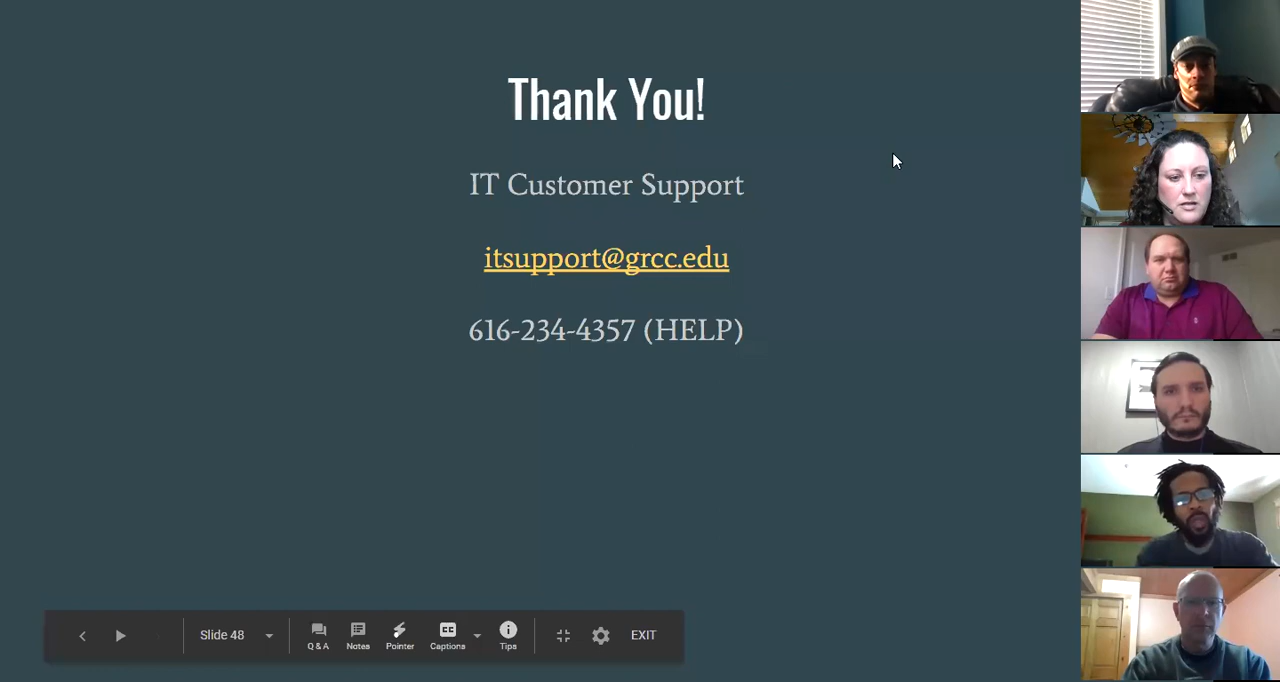 Thank You!
IT Customer Support
itsupport@grcc.edu
616-234-4357 (HELP)
Slide 48
Q & A
Notes
Pointer
CC
Captions
Tips
EXIT